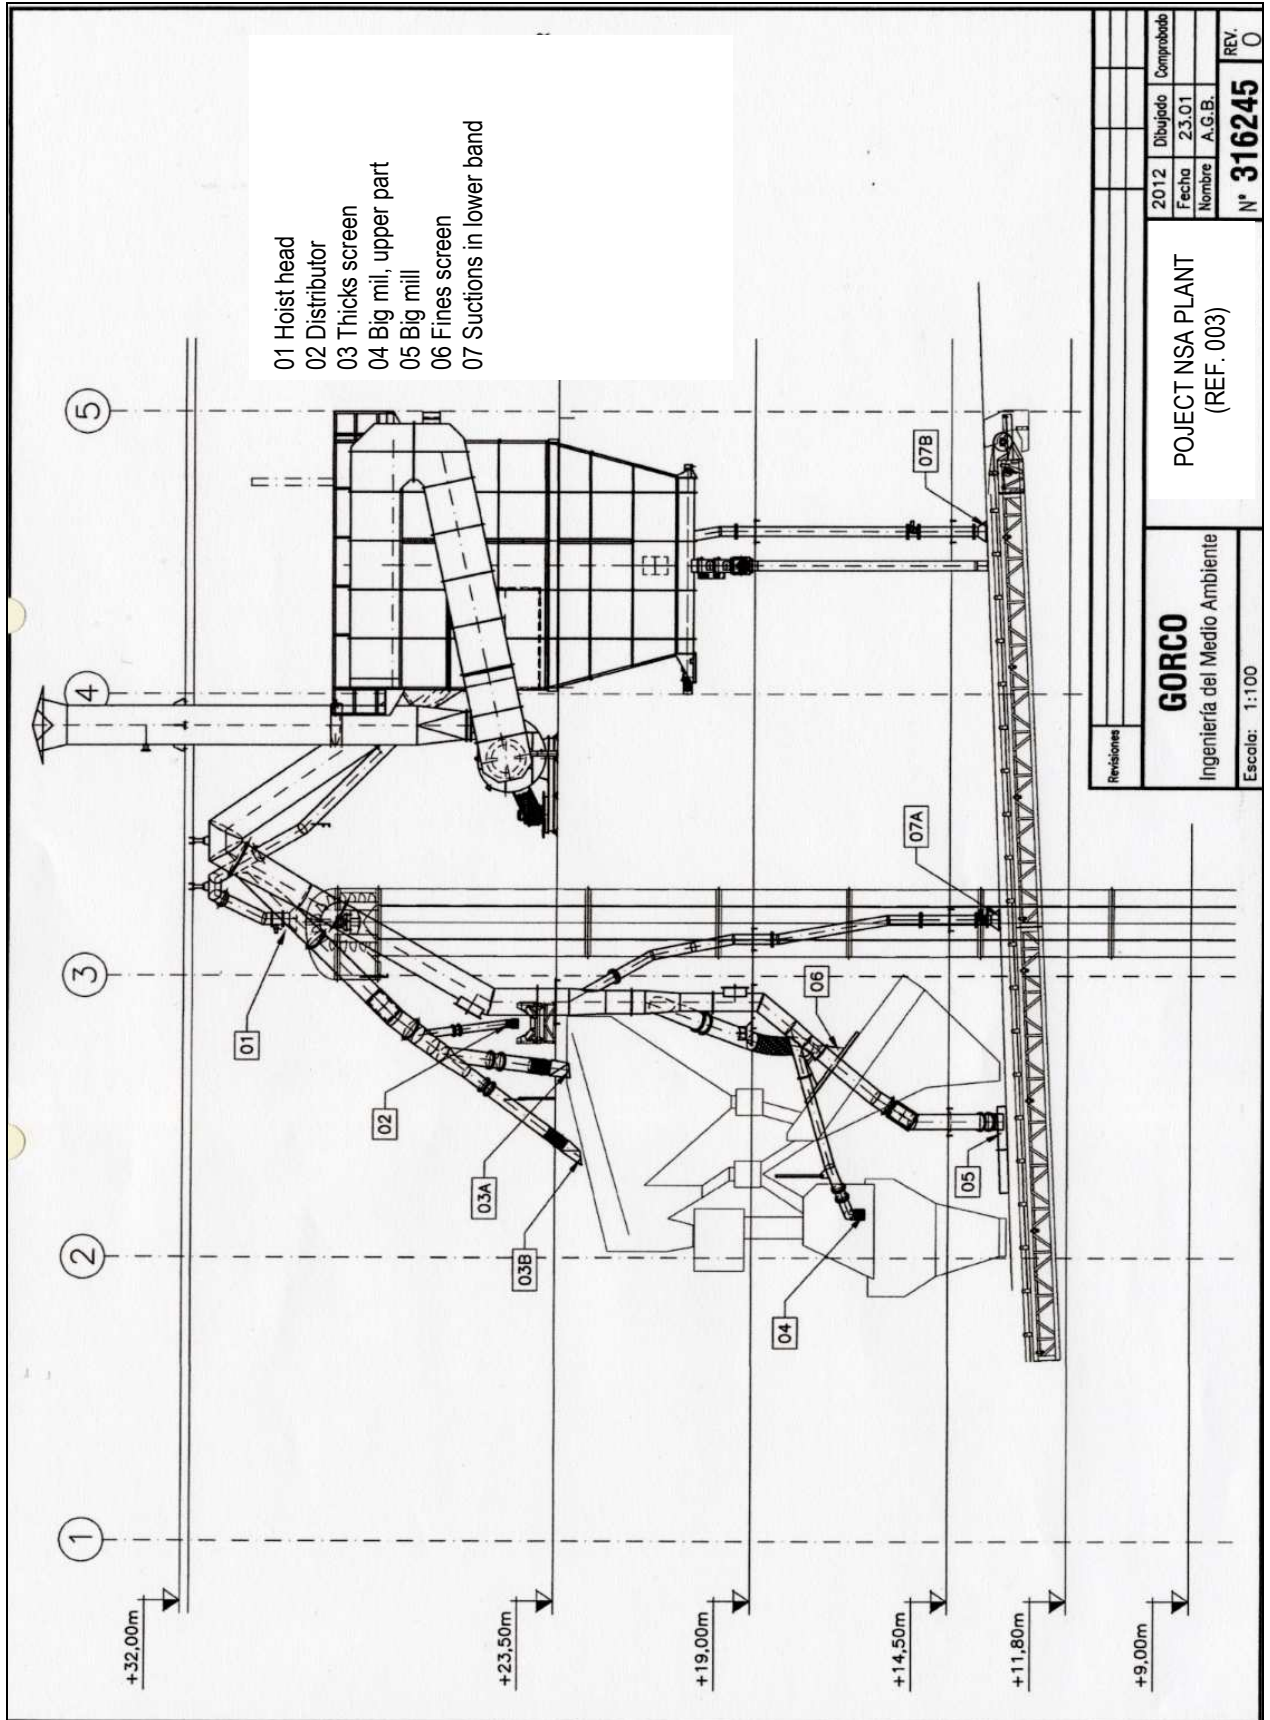 01 Hoist head
02 Distributor
03 Thicks screen
04 Big mil, upper part
05 Big mill
06 Fines screen
07 Suctions in lower band
1
2
3
4
5
+32,00m
+23,50m
+19,00m
+14,50m
+11,80m
+9,00m
01
02
03A
03B
04
05
06
07A
07B
Revisiones
GORCO
Ingeniería del Medio Ambiente
Escala: 1:100
POJECT NSA PLANT
(REF. 003)
2012 Dibujado Comprobado
Fecha 23.01
Nombre A.G.B.
Nº 316245
REV.
0